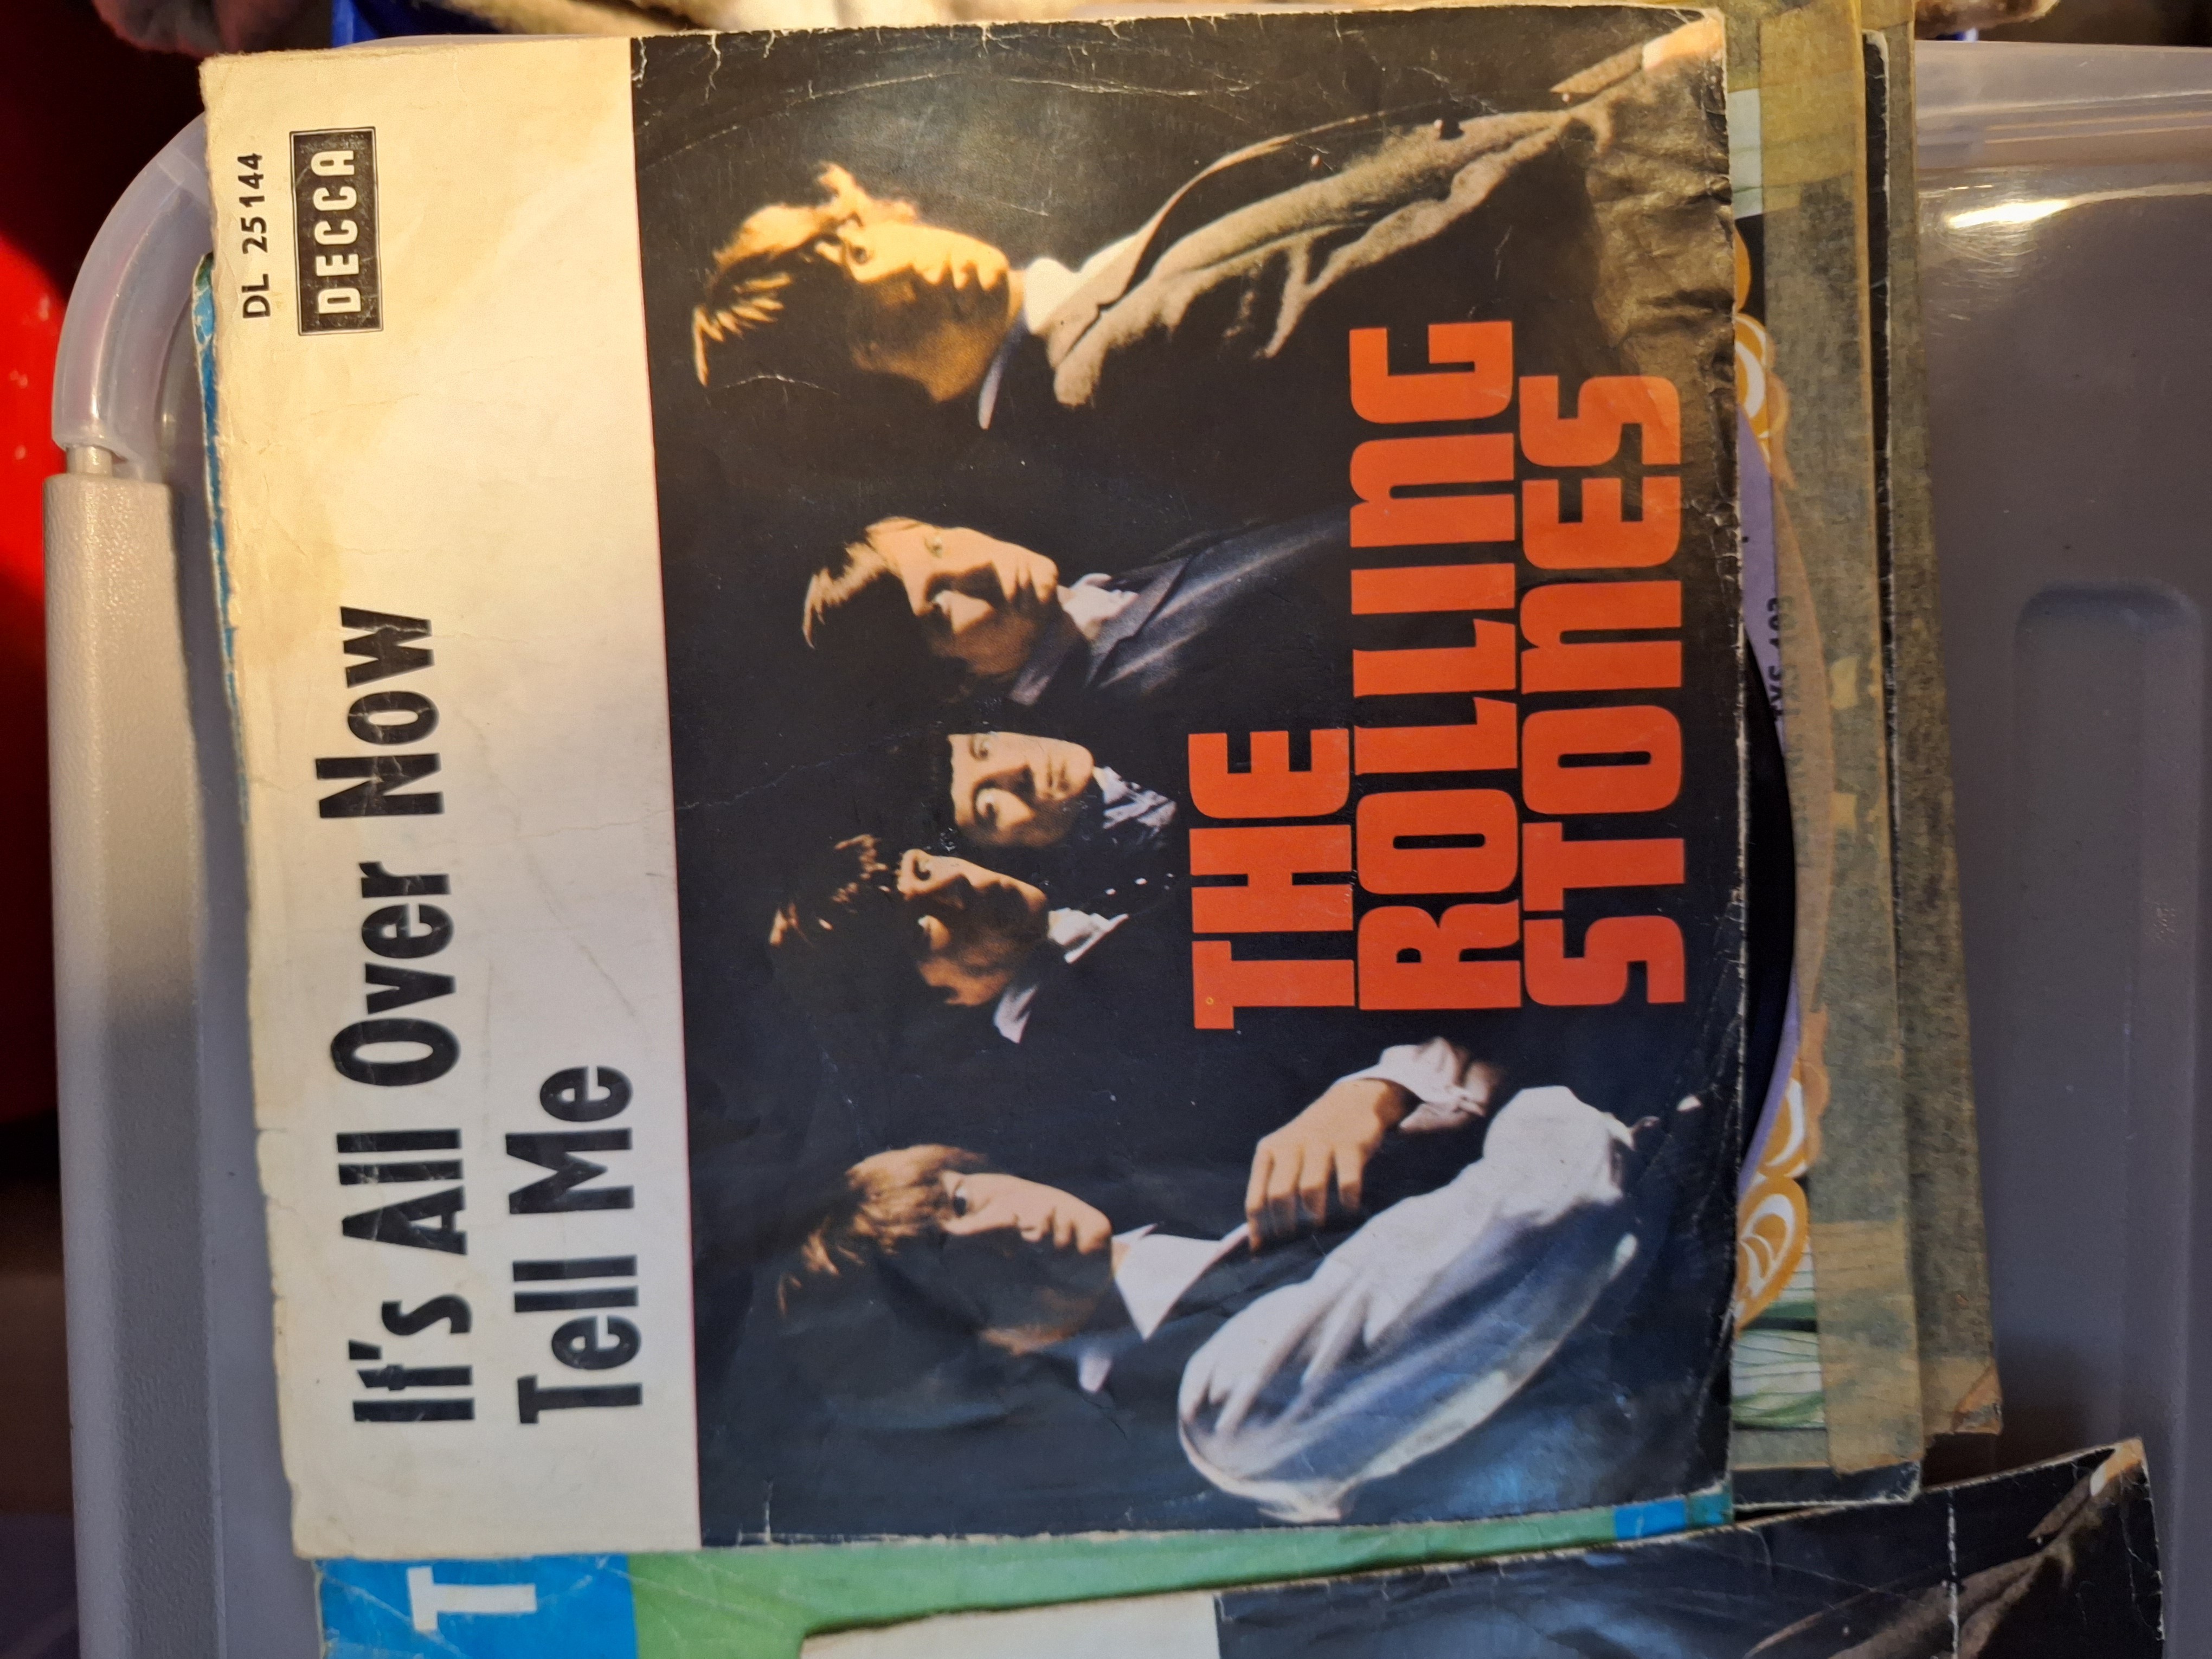 DL 25144
DECCA
It's All Over Now
Tell Me
THE
ROLLING
STONES
T